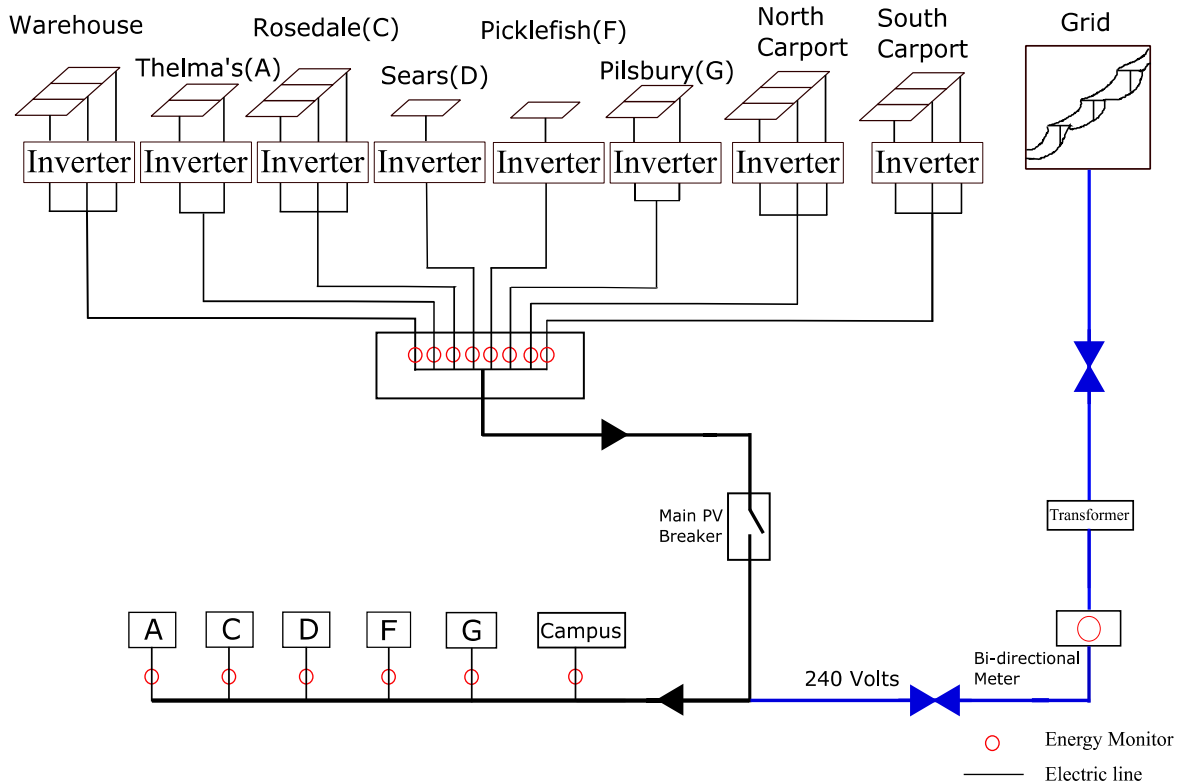 Warehouse
Thelma's(A)
Rosedale(C)
Sears(D)
Picklefish(F)
Pilsbury(G)
North
Carport
South
Carport
Grid
Inverter
Inverter
Inverter
Inverter
Inverter
Inverter
Inverter
Inverter
Main PV
Breaker
Transformer
A
C
D
F
G
Campus
240 Volts
Bi-directional
Meter
Energy Monitor
Electric line